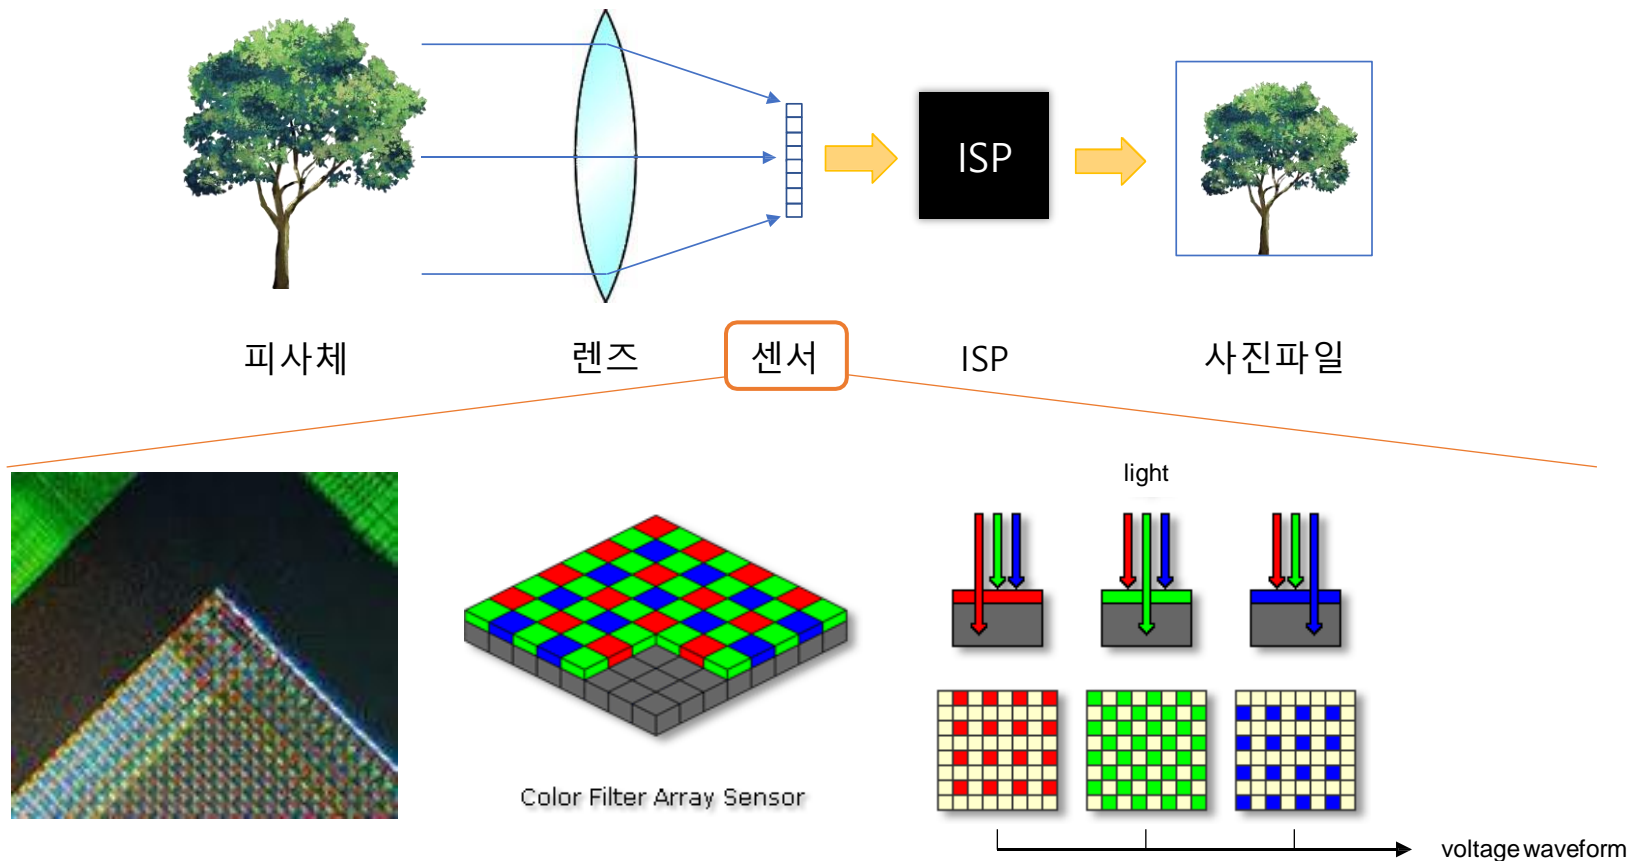 ISP
피사체
렌즈
센서
ISP
사진파일
light
Color Filter Array Sensor
voltage waveform